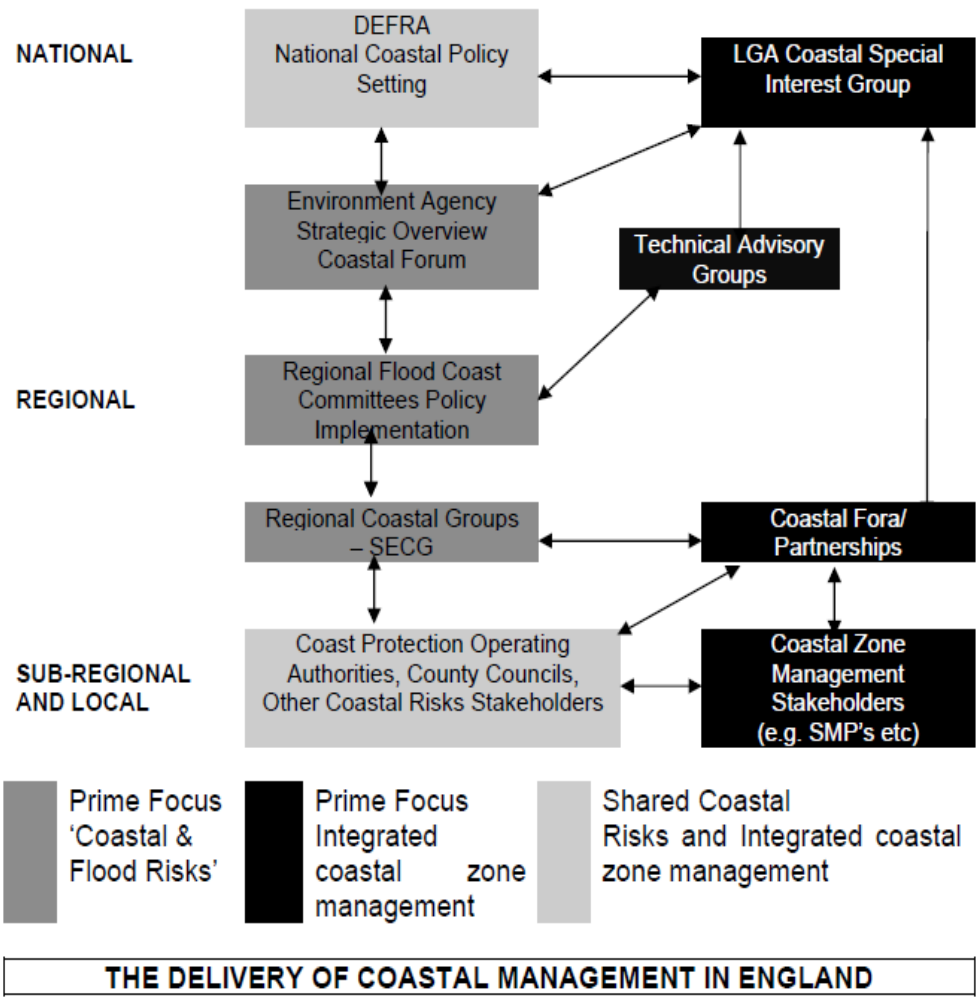 NATIONAL
DEFRA
National Coastal Policy
Setting
LGA Coastal Special
Interest Group
Environment Agency
Strategic Overview
Coastal Forum
Technical Advisory
Groups
REGIONAL
Regional Flood Coast
Committees Policy
Implementation
Regional Coastal Groups
– SECG
Coastal Fora/
Partnerships
SUB-REGIONAL
AND LOCAL
Coast Protection Operating
Authorities, County Councils,
Other Coastal Risks Stakeholders
Coastal Zone
Management
Stakeholders
(e.g. SMP's etc)
Prime Focus
‘Coastal &
Flood Risks’
Prime Focus
Integrated
coastal zone
management
Shared Coastal
Risks and Integrated coastal
zone management
THE DELIVERY OF COASTAL MANAGEMENT IN ENGLAND